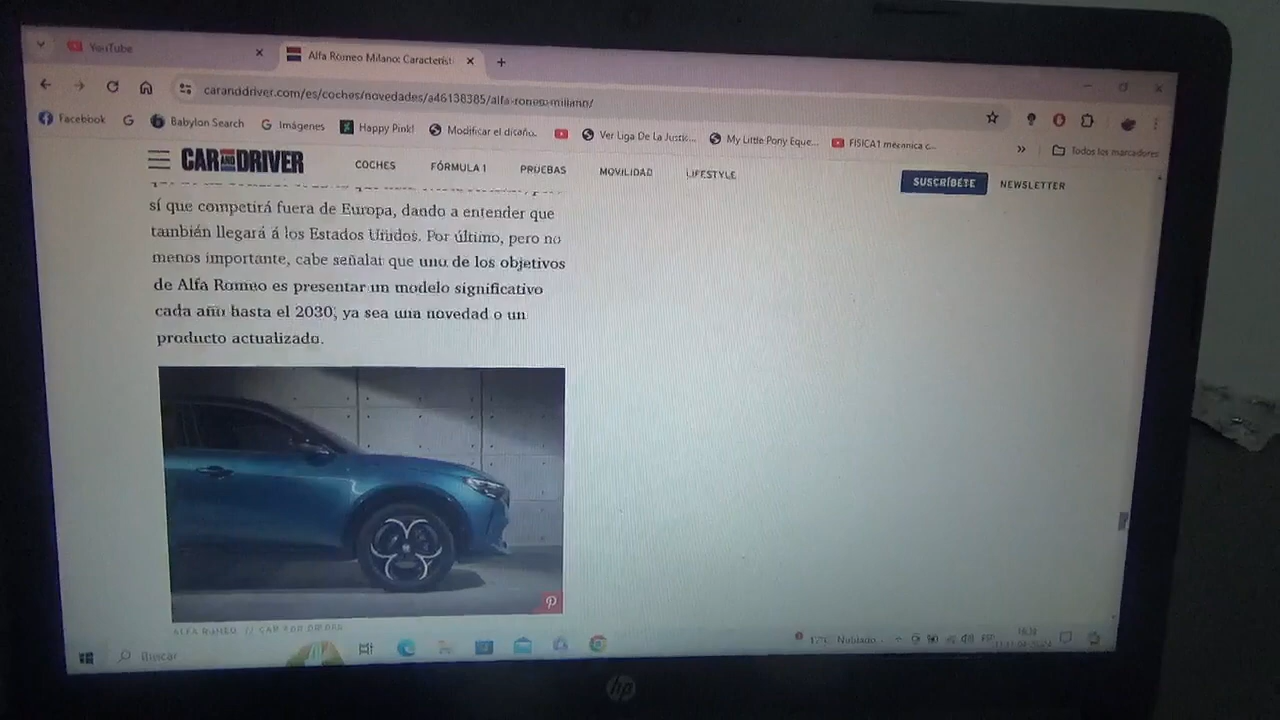 YouTube
Alfa Romeo Milano: Característi
caranddriver.com/es/coches/novedades/a46138385/alfa-romeo-milano/
Facebook G Babylon Search Imágenes Happy Pink! Modificar el diseño. Ver Liga De La Justic... My Little Pony Eque... FISICA1 mecanica c... » Todos los marcadores
CAR AND DRIVER COCHES FÓRMULA 1 PRUEBAS MOVILIDAD LIFESTYLE SUSCRÍBETE NEWSLETTER
sí que competirá fuera de Europa, dando a entender que
también llegará a los Estados Unidos. Por último, pero no
menos importante, cabe señalar que uno de los objetivos
de Alfa Romeo es presentar un modelo significativo
cada año hasta el 2030, ya sea una novedad o un
producto actualizado.
ALFA ROMEO // CAR FOR DRIVER
Buscar
17°C Nublado ESP
hp